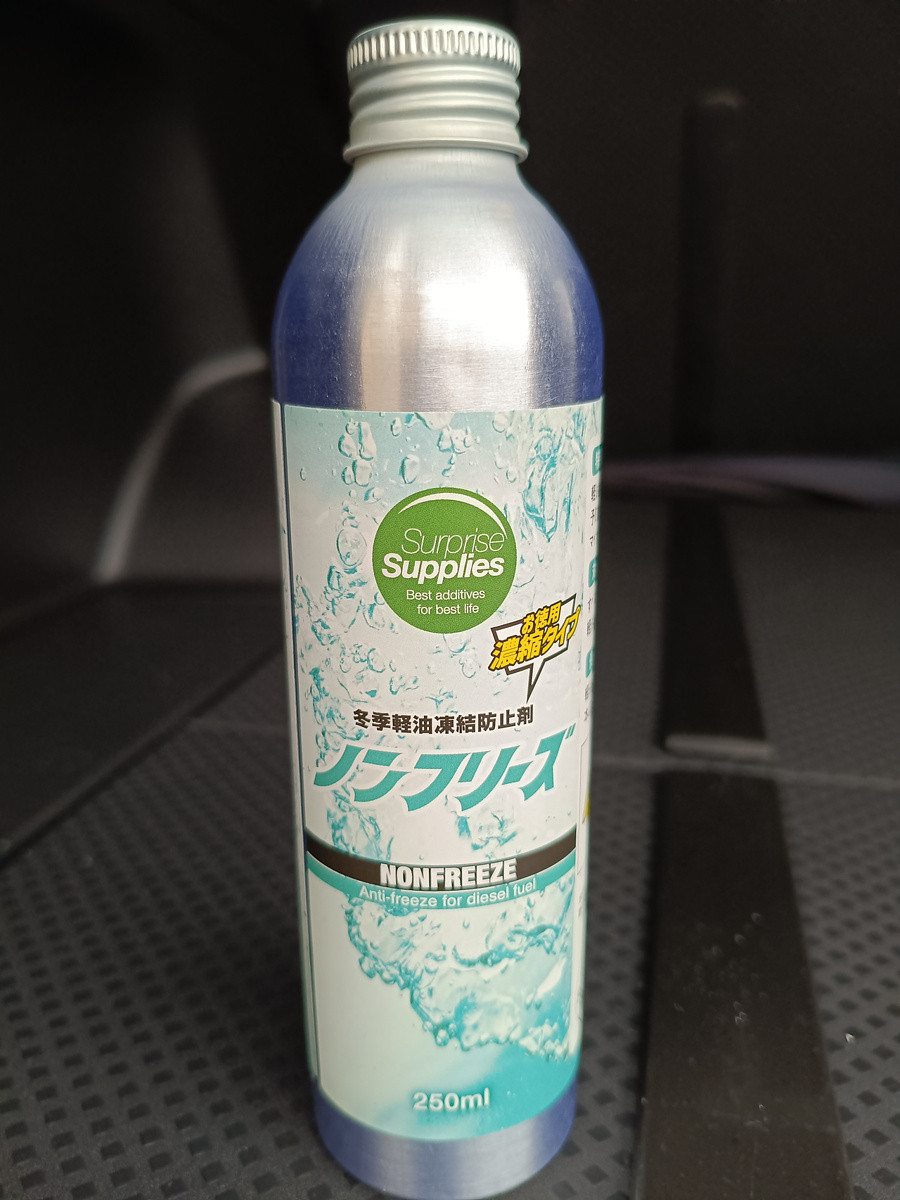 Surprise
Supplies
Best additives
for best life
お徳用
濃縮タイプ
冬季軽油凍結防止剤
ノンフリーズ
NONFREEZE
Anti-freeze for diesel fuel
250ml